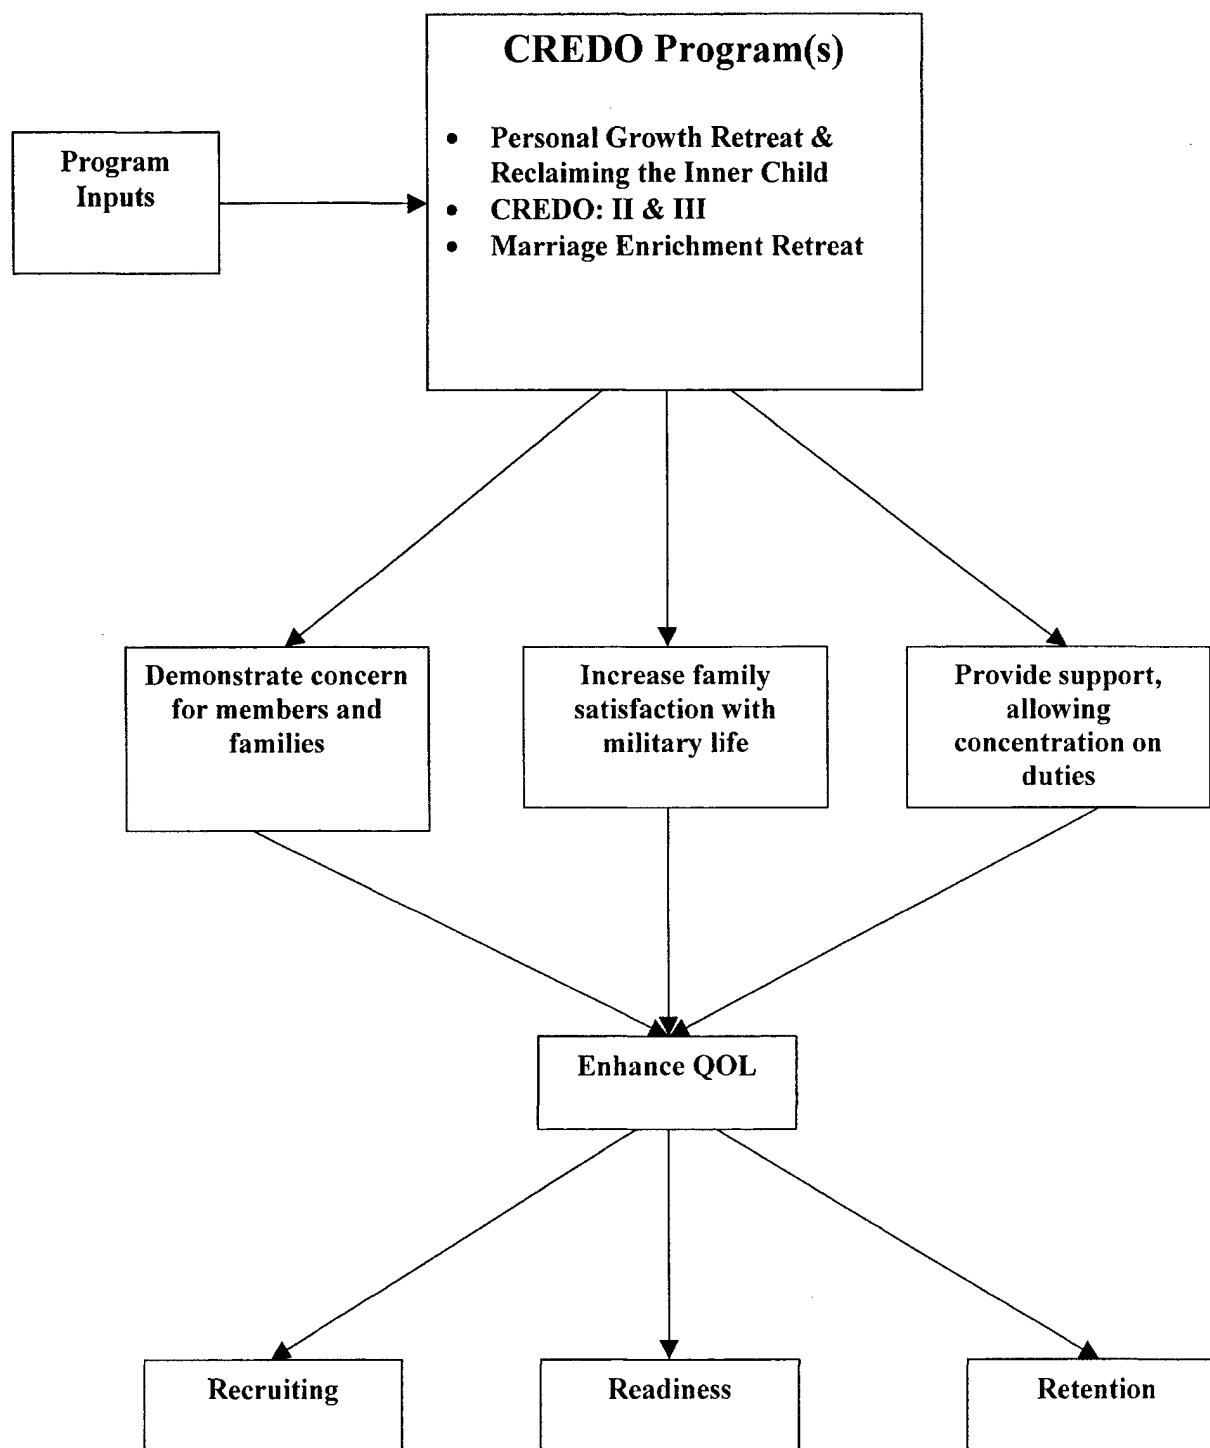 CREDO Program(s)
• Personal Growth Retreat &
Reclaiming the Inner Child
• CREDO: II & III
• Marriage Enrichment Retreat
Program
Inputs
Demonstrate concern
for members and
families
Increase family
satisfaction with
military life
Provide support,
allowing
concentration on
duties
Enhance QOL
Recruiting
Readiness
Retention